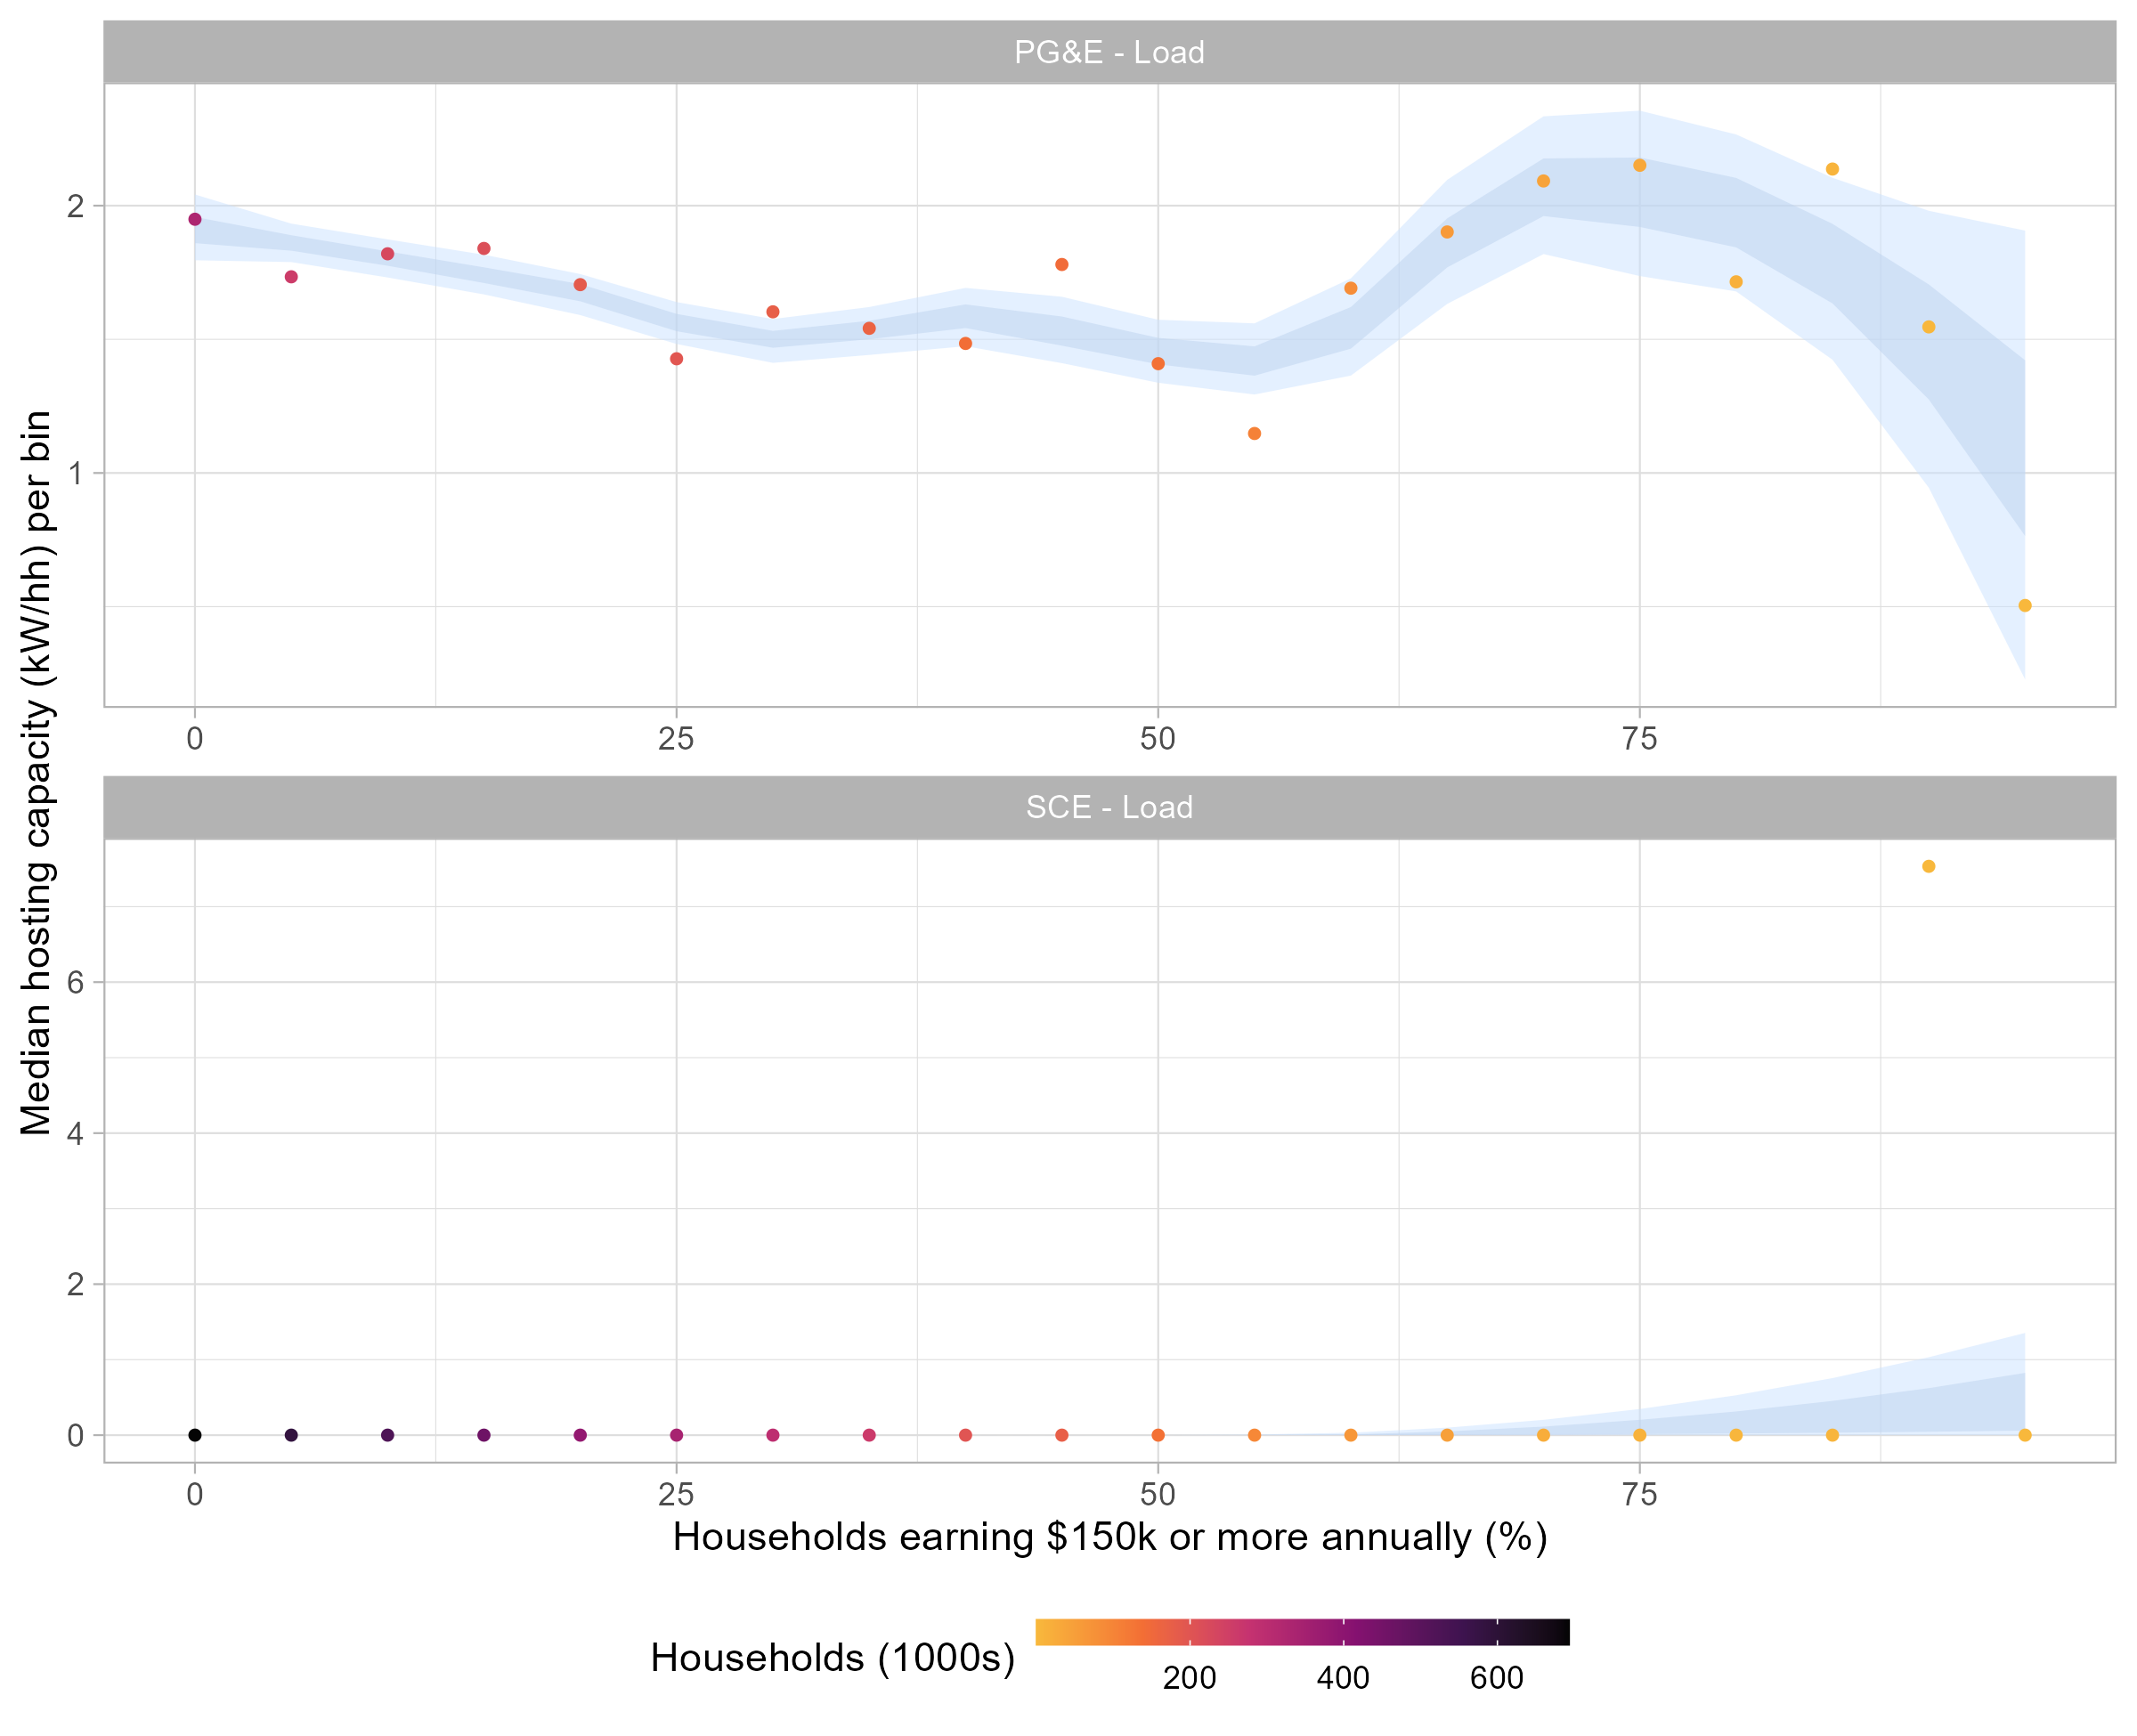 PG&E - Load
2
1
0 25 50 75
Median hosting capacity (kW/hh) per bin
SCE - Load
6
4
2
0
0 25 50 75
Households earning $150k or more annually (%)
Households (1000s)
200 400 600